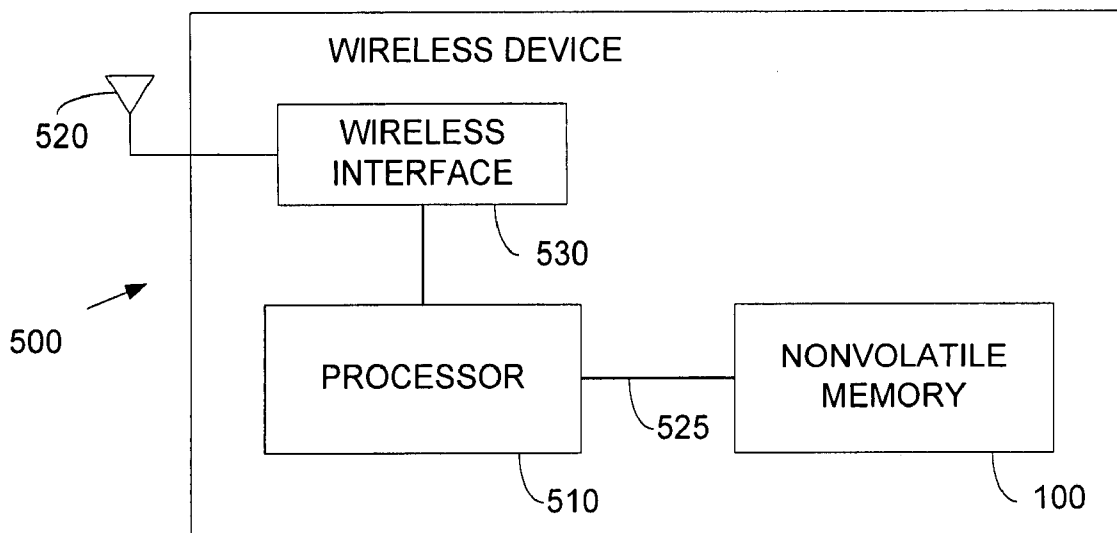 WIRELESS DEVICE
520
WIRELESS
INTERFACE
530
500
PROCESSOR
NONVOLATILE
MEMORY
525
510
100